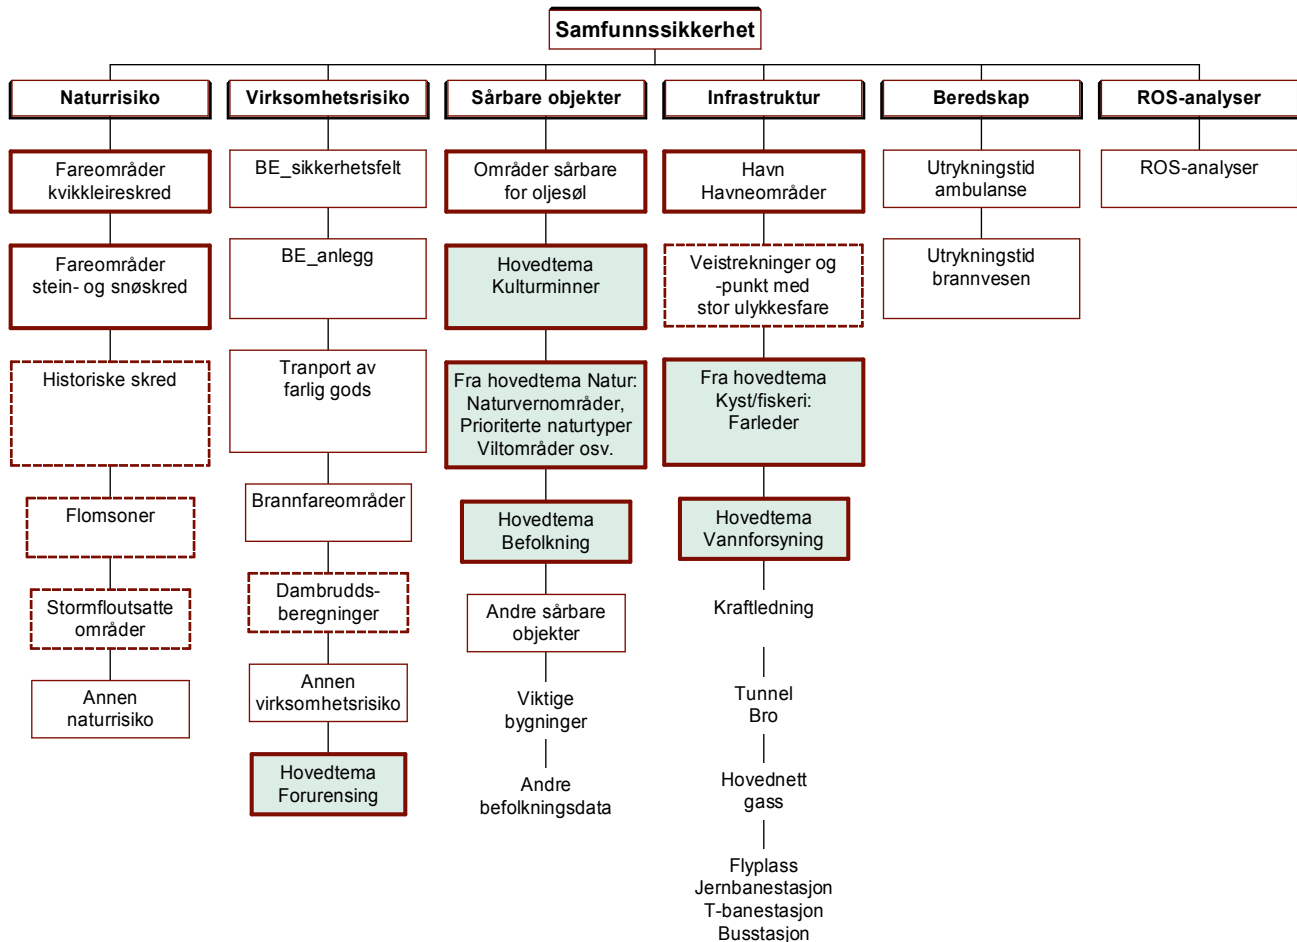 Samfunnssikkerhet
Naturrisiko
Fareområder
kvikkleireskred
Fareområder
stein- og snøskred
Historiske skred
Flomsoner
Stormfloutsatte
områder
Annen
naturrisiko
Virksomhetsrisiko
BE_sikkerhetsfelt
BE_anlegg
Tranport av
farlig gods
Brannfareområder
Dambrudds-
beregninger
Annen
virksomhetsrisiko
Hovedtema
Forurensing
Sårbare objekter
Områder sårbare
for oljesøl
Hovedtema
Kulturminner
Fra hovedtema Natur:
Naturvernområder,
Prioriterte naturtyper
Viltområder osv.
Hovedtema
Befolkning
Andre sårbare
objekter
Viktige
bygninger
Andre
befolkningsdata
Infrastruktur
Havn
Havneområder
Veistrekninger og
-punkt med
stor ulykkesfare
Fra hovedtema
Kyst/fiskeri:
Farleder
Hovedtema
Vannforsyning
Kraftledning
Tunnel
Bro
Hovednett
gass
Flyplass
Jernbanestasjon
T-banestasjon
Busstasjon
Beredskap
Utrykningstid
ambulanse
Utrykningstid
brannvesen
ROS-analyser
ROS-analyser